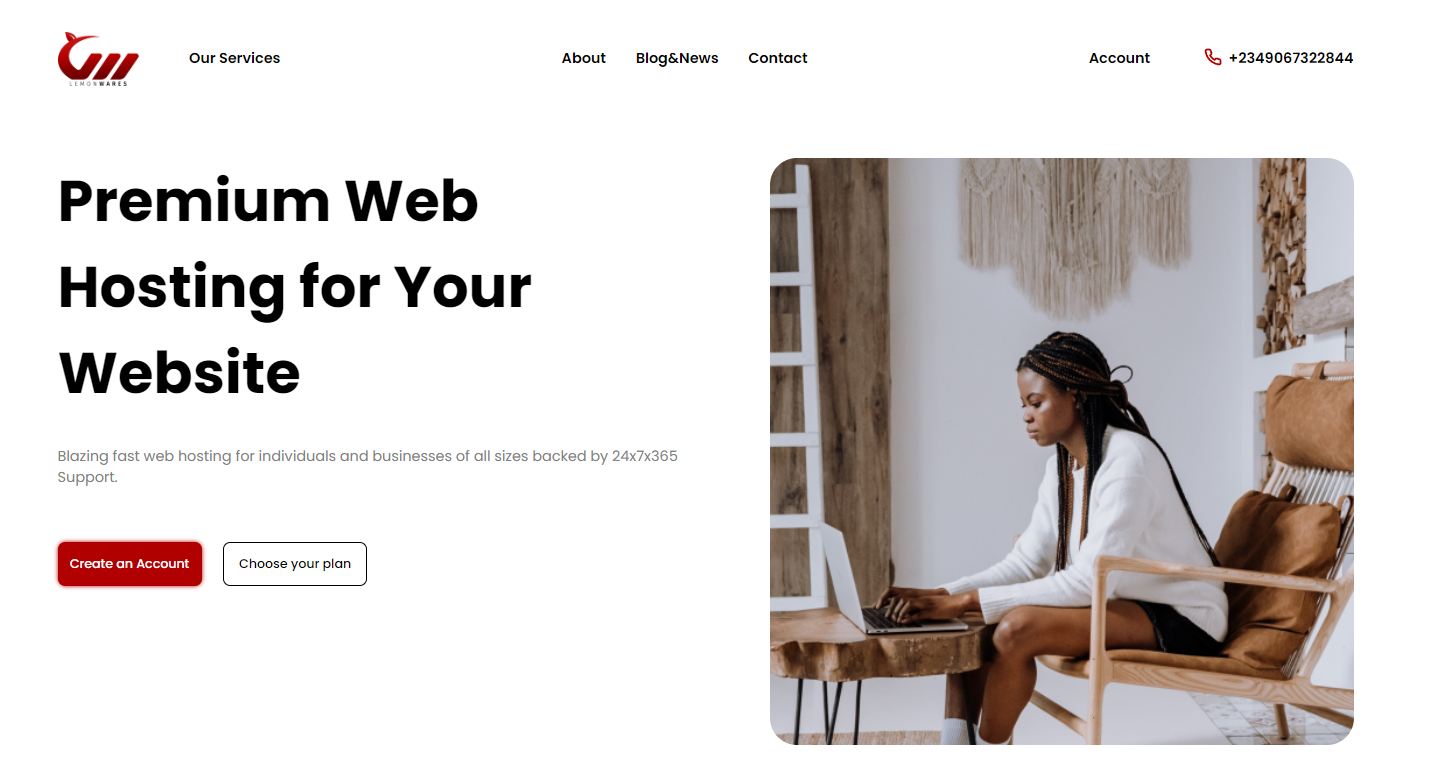 LEMONWARES
Our Services
About
Blog&News
Contact
Account
+2349067322844
Premium Web
Hosting for Your
Website
Blazing fast web hosting for individuals and businesses of all sizes backed by 24x7x365
Support.
Create an Account
Choose your plan